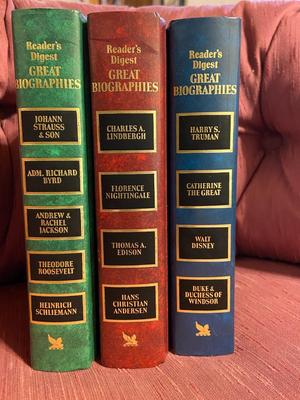 Reader's
Digest
GREAT
BIOGRAPHIES
JOHANN
STRAUSS
& SON
ADM. RICHARD
BYRD
ANDREW &
RACHEL
JACKSON
THEODORE
ROOSEVELT
HEINRICH
SCHLIEMANN
Reader's
Digest
GREAT
BIOGRAPHIES
CHARLES A.
LINDBERGH
FLORENCE
NIGHTINGALE
THOMAS A.
EDISON
HANS
CHRISTIAN
ANDERSEN
Reader's
Digest
GREAT
BIOGRAPHIES
HARRY S.
TRUMAN
CATHERINE
THE GREAT
WALT
DISNEY
DUKE &
DUCHESS OF
WINDSOR